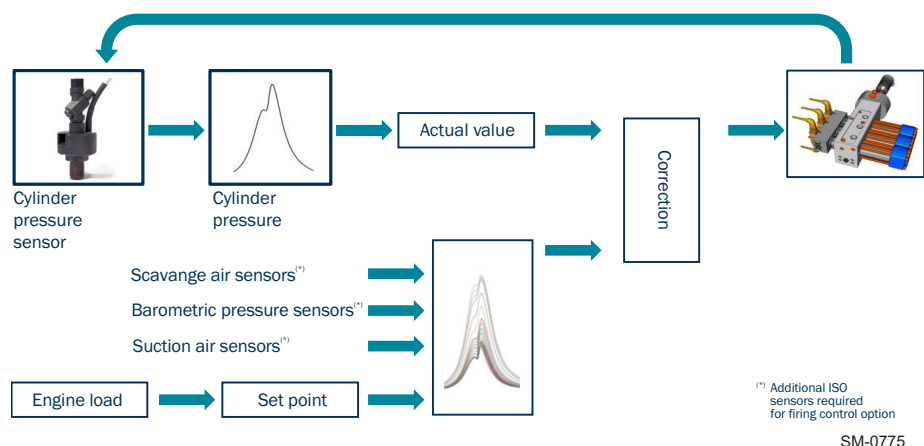 Actual value
Correction
Cylinder
pressure
sensor
Cylinder
pressure
Scavange air sensors(*)
Barometric pressure sensors(*)
Suction air sensors(*)
Engine load
Set point
(*) Additional ISO
sensors required
for firing control option
SM-0775